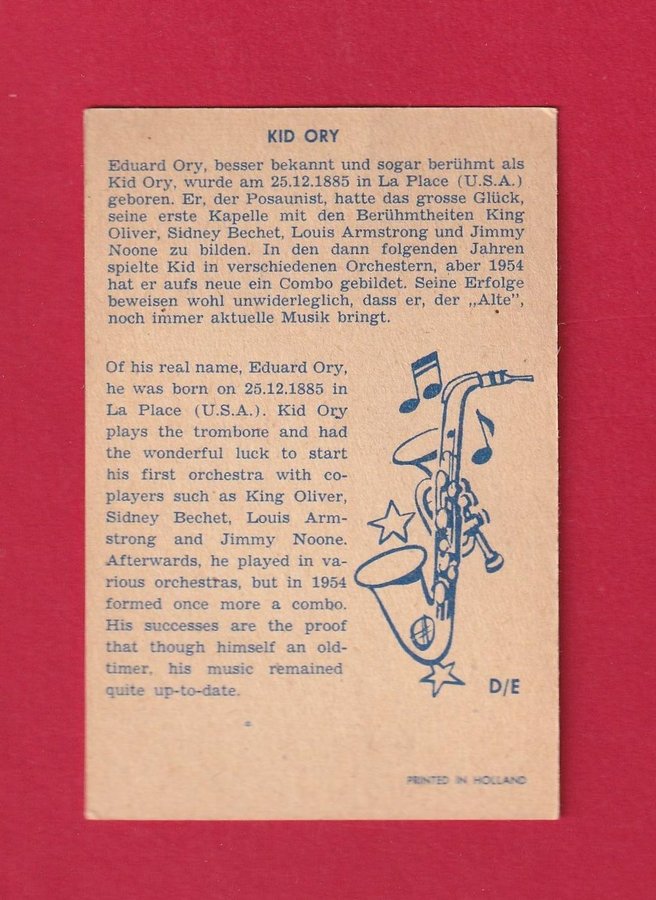 KID ORY
Eduard Ory, besser bekannt und sogar berühmt als
Kid Ory, wurde am 25.12.1885 in La Place (U.S.A.)
geboren. Er, der Posaunist, hatte das grosse Glück,
seine erste Kapelle mit den Berühmtheiten King
Oliver, Sidney Bechet, Louis Armstrong und Jimmy
Noone zu bilden. In den dann folgenden Jahren
spielte Kid in verschiedenen Orchestern, aber 1954
hat er aufs neue ein Combo gebildet. Seine Erfolge
beweisen wohl unwiderleglich, dass er, der „Alte",
noch immer aktuelle Musik bringt.
Of his real name, Eduard Ory,
he was born on 25.12.1885 in
La Place (U.S.A.). Kid Ory
plays the trombone and had
the wonderful luck to start
his first orchestra with co-
players such as King Oliver,
Sidney Bechet, Louis Arm-
strong and Jimmy Noone.
Afterwards, he played in va-
rious orchestras, but in 1954
formed once more a combo.
His successes are the proof
that though himself an old-
timer, his music remained
quite up-to-date.
D/E
PRINTED IN HOLLAND